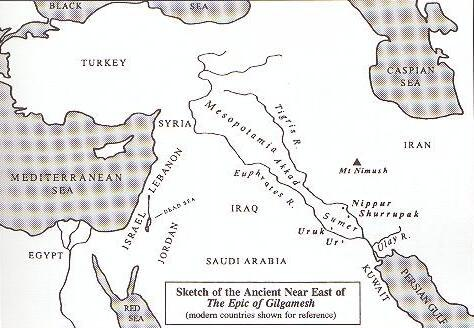 BLACK
SEA
SEA
TURKEY
CASPIAN
SEA
SYRIA
Mesopotamia
Tigris R.
Akkad
IRAN
Mt Nimush
MEDITERRANEAN
SEA
LEBANON
Euphrates R.
DEAD SEA
ISRAEL
JORDAN
IRAQ
Nippur
Shurrupak
Sumer
Uruk
Ur
Ulay R.
EGYPT
SAUDI ARABIA
KUWAIT
PERSIAN GULF
RED
SEA
Sketch of the Ancient Near East of
The Epic of Gilgamesh
(modern countries shown for reference)